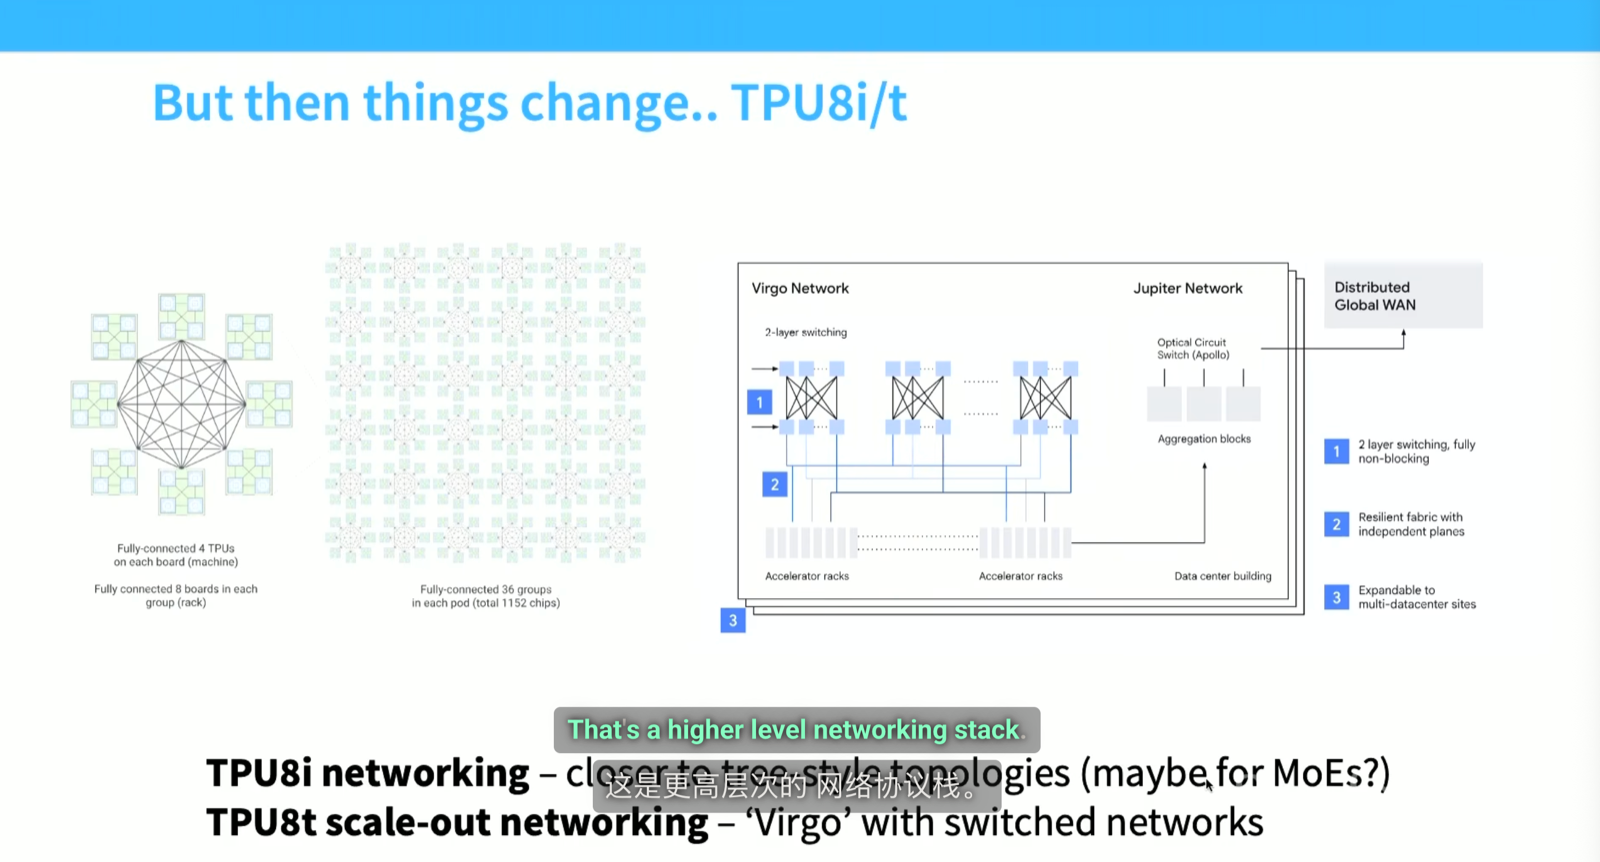 But then things change.. TPU8i/t
Fully-connected 4 TPUs
on each board (machine)
Fully connected 8 boards in each
group (rack)
Fully-connected 36 groups
in each pod (total 1152 chips)
Virgo Network
2-layer switching
1
2
Accelerator racks
Accelerator racks
3
Jupiter Network
Optical Circuit
Switch (Apollo)
Aggregation blocks
Data center building
Distributed
Global WAN
1
2 layer switching, fully
non-blocking
2
Resilient fabric with
independent planes
3
Expandable to
multi-datacenter sites
That's a higher level networking stack.
TPU8i networking – closer to tree-style topologies (maybe for MoEs?)
这是更高层次的 网络协议栈。
TPU8t scale-out networking – ‘Virgo’ with switched networks